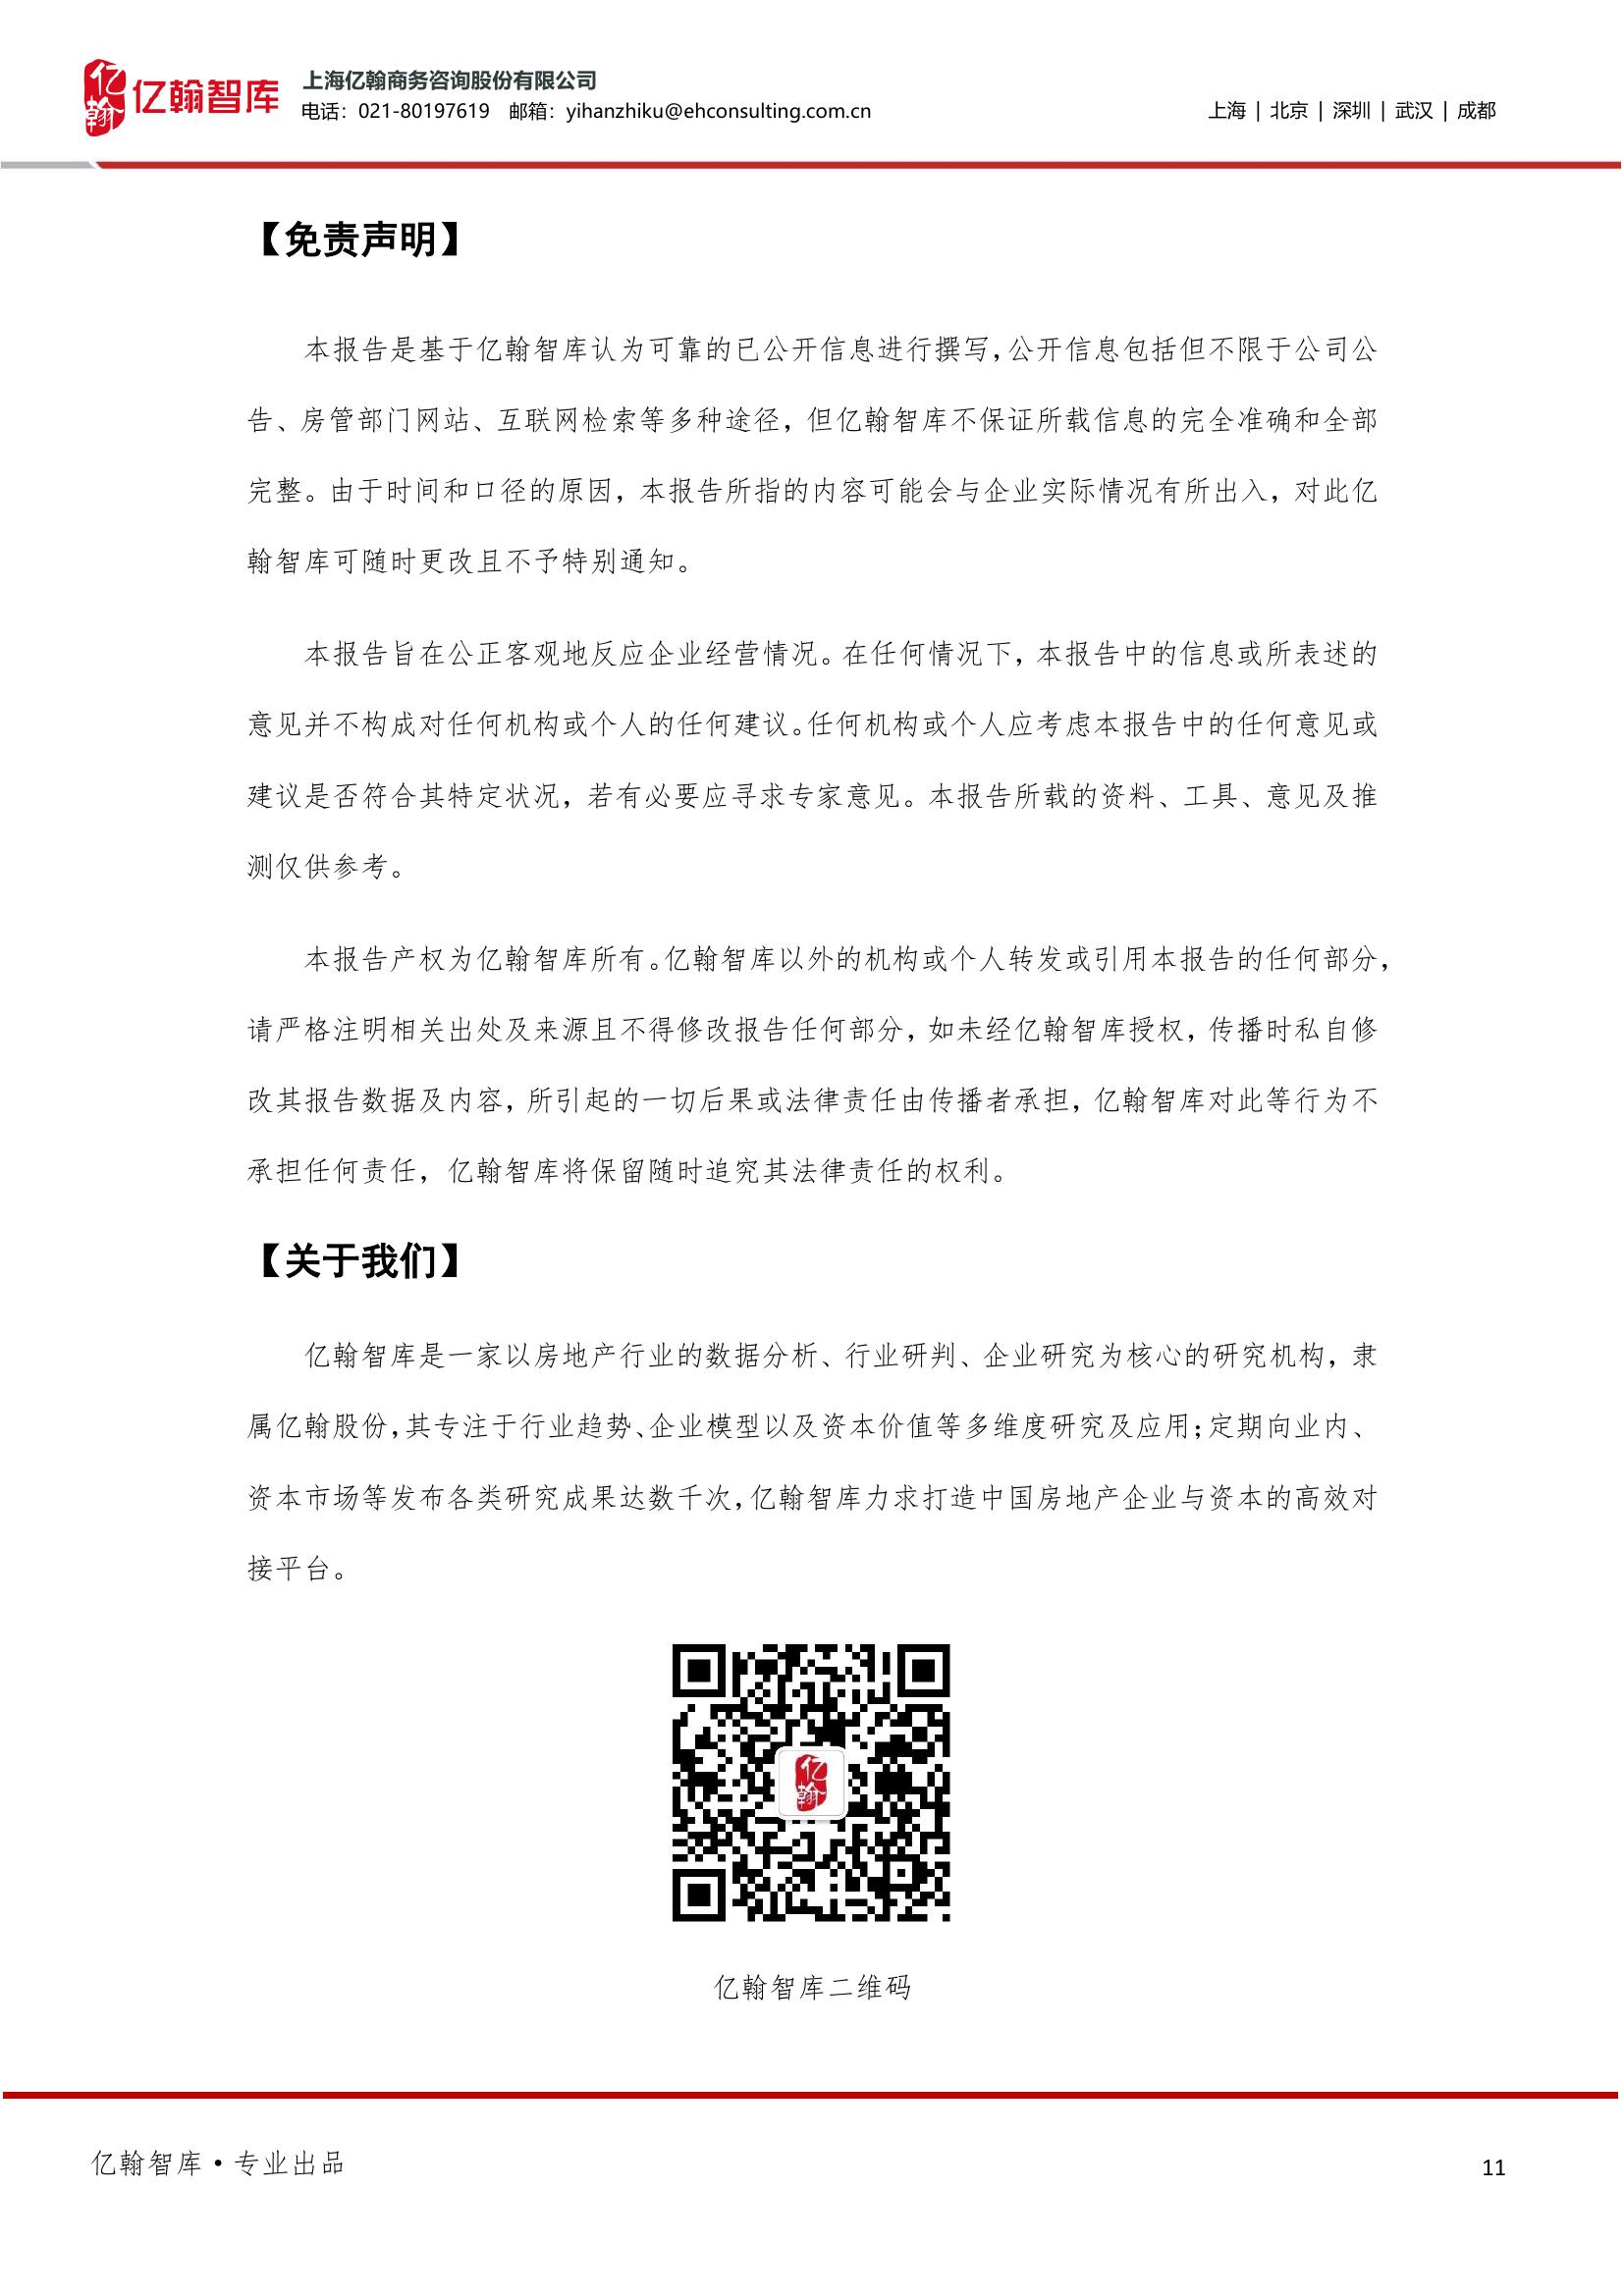 亿翰
亿翰智库
上海亿翰商务咨询股份有限公司
电话：021-80197619 邮箱：yihanzhiku@ehconsulting.com.cn
上海 | 北京 | 深圳 | 武汉 | 成都
【免责声明】
本报告是基于亿翰智库认为可靠的已公开信息进行撰写，公开信息包括但不限于公司公
告、房管部门网站、互联网检索等多种途径，但亿翰智库不保证所载信息的完全准确和全部
完整。由于时间和口径的原因，本报告所指的内容可能会与企业实际情况有所出入，对此亿
翰智库可随时更改且不予特别通知。
本报告旨在公正客观地反应企业经营情况。在任何情况下，本报告中的信息或所表述的
意见并不构成对任何机构或个人的任何建议。任何机构或个人应考虑本报告中的任何意见或
建议是否符合其特定状况，若有必要应寻求专家意见。本报告所载的资料、工具、意见及推
测仅供参考。
本报告产权为亿翰智库所有。亿翰智库以外的机构或个人转发或引用本报告的任何部分，
请严格注明相关出处及来源且不得修改报告任何部分，如未经亿翰智库授权，传播时私自修
改其报告数据及内容，所引起的一切后果或法律责任由传播者承担，亿翰智库对此等行为不
承担任何责任，亿翰智库将保留随时追究其法律责任的权利。
【关于我们】
亿翰智库是一家以房地产行业的数据分析、行业研判、企业研究为核心的研究机构，隶
属亿翰股份，其专注于行业趋势、企业模型以及资本价值等多维度研究及应用；定期向业内、
资本市场等发布各类研究成果达数千次，亿翰智库力求打造中国房地产企业与资本的高效对
接平台。
亿翰
亿翰智库二维码
亿翰智库·专业出品
11